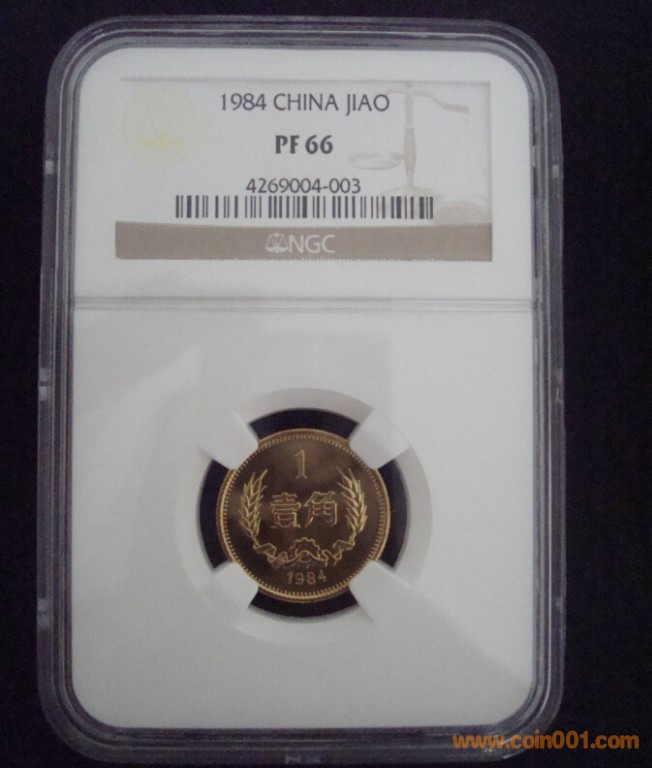 1984 CHINA JIAO
PF 66
4269004-003
NGC
1
壹角
1984
www.coin001.com